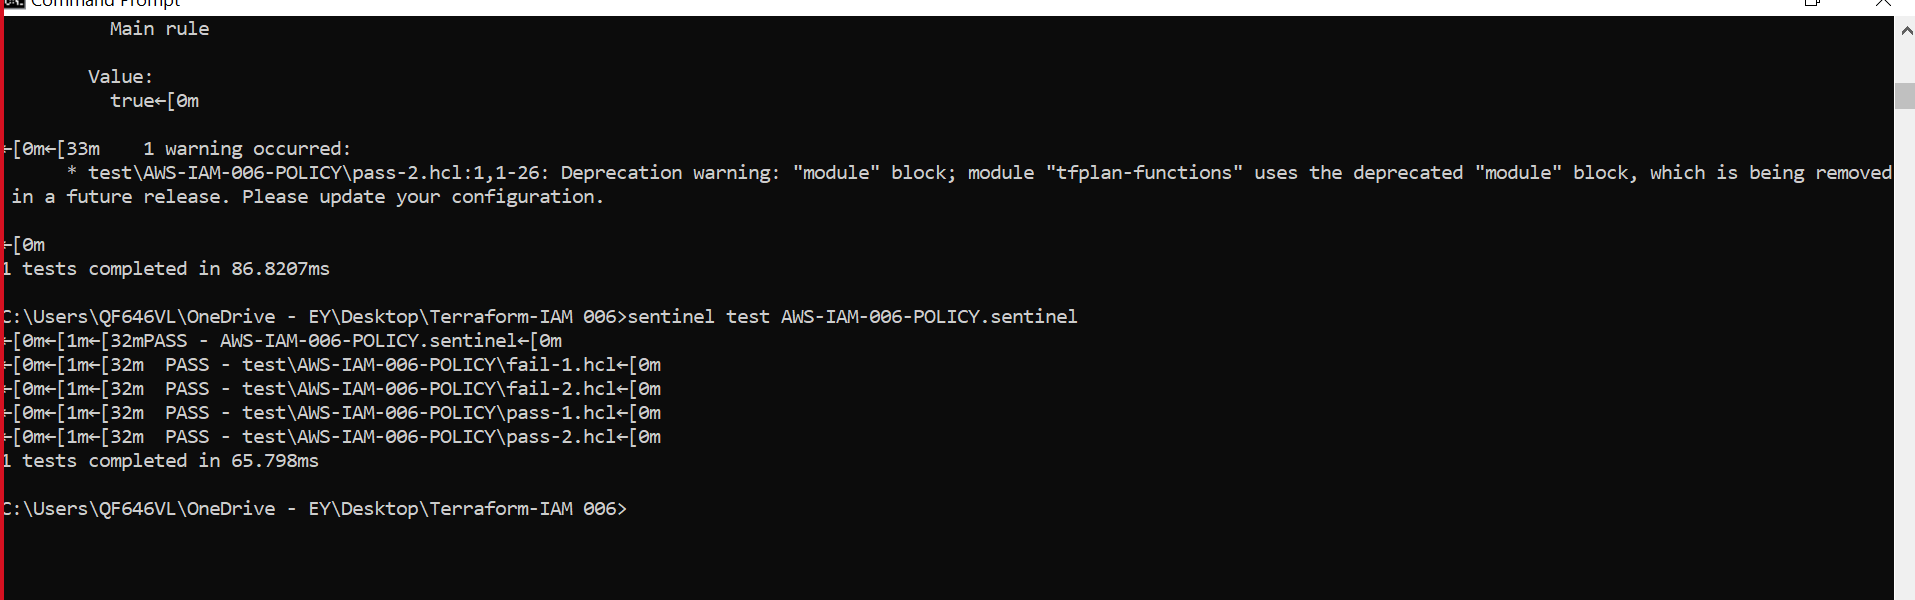 Command Prompt
Main rule
Value:
true←[0m
←[0m←[33m    1 warning occurred:
* test\AWS-IAM-006-POLICY\pass-2.hcl:1,1-26: Deprecation warning: "module" block; module "tfplan-functions" uses the deprecated "module" block, which is being removed
in a future release. Please update your configuration.
←[0m
1 tests completed in 86.8207ms
C:\Users\QF646VL\OneDrive - EY\Desktop\Terraform-IAM 006>sentinel test AWS-IAM-006-POLICY.sentinel
←[0m←[1m←[32mPASS - AWS-IAM-006-POLICY.sentinel←[0m
←[0m←[1m←[32m  PASS - test\AWS-IAM-006-POLICY\fail-1.hcl←[0m
←[0m←[1m←[32m  PASS - test\AWS-IAM-006-POLICY\fail-2.hcl←[0m
←[0m←[1m←[32m  PASS - test\AWS-IAM-006-POLICY\pass-1.hcl←[0m
←[0m←[1m←[32m  PASS - test\AWS-IAM-006-POLICY\pass-2.hcl←[0m
1 tests completed in 65.798ms
C:\Users\QF646VL\OneDrive - EY\Desktop\Terraform-IAM 006>